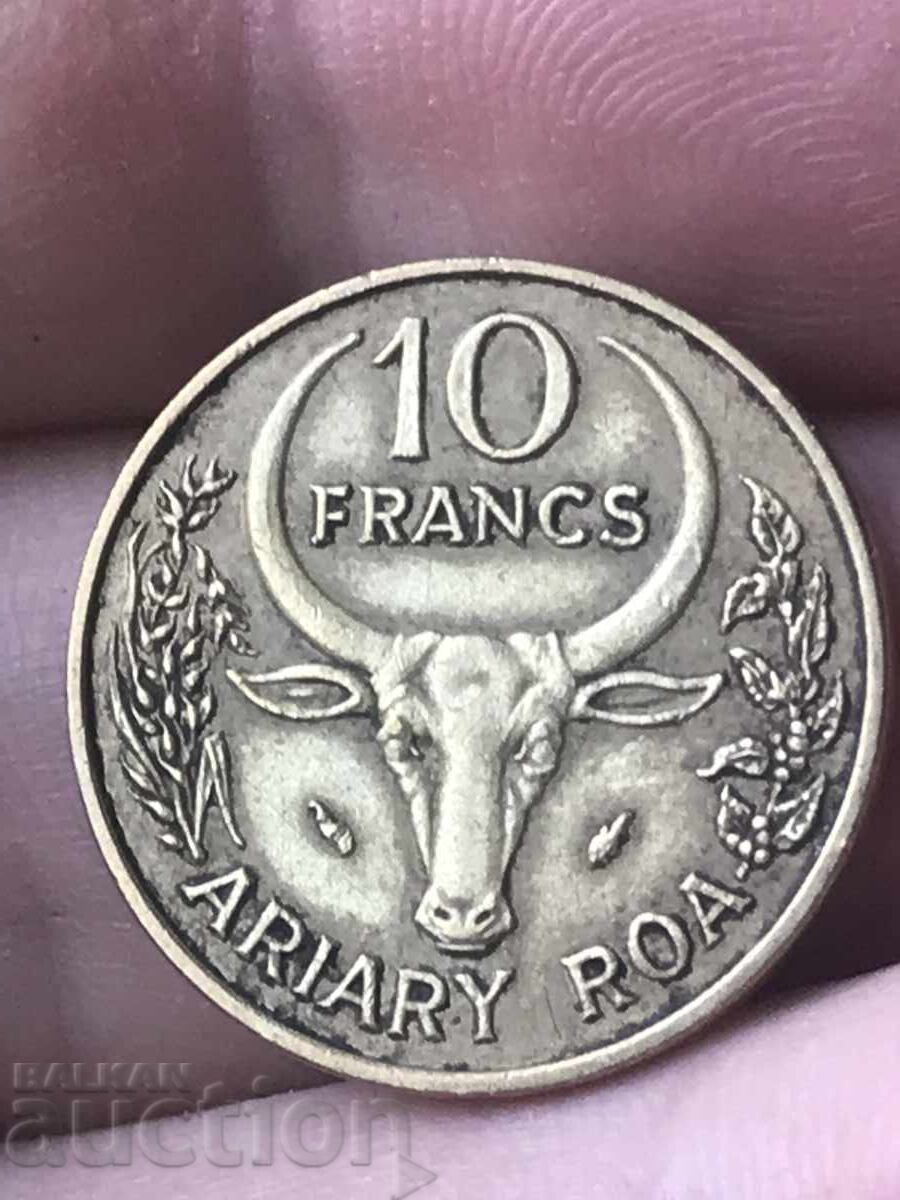 10
FRANCS
ARIARY ROA
BALKAN
auction